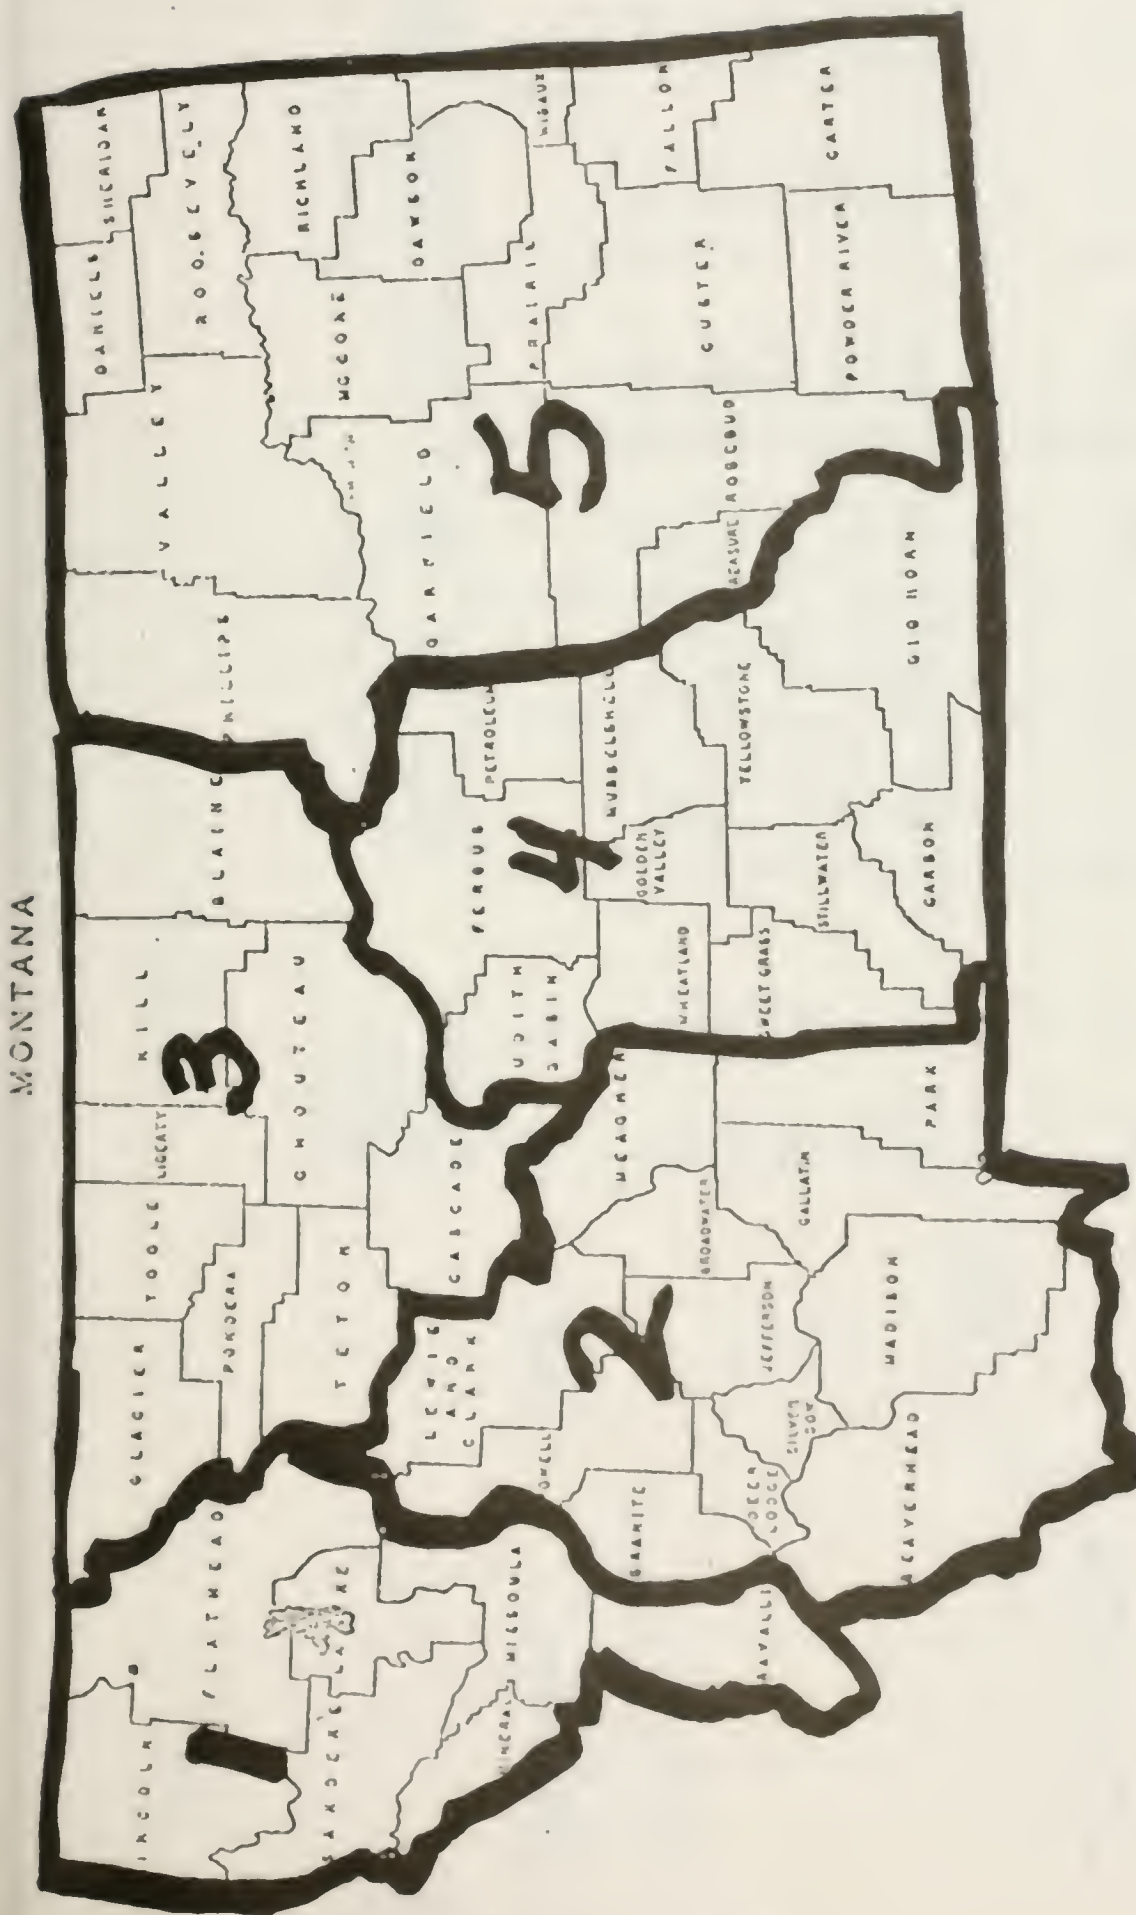 MONTANA
LINCOLN
FLATHEAD
GLACIER
TOOLE
LIBERTY
HILL
BLAINE
PHILLIPS
VALLEY
DANIELS
SHERIDAN
ROOSEVELT
1
PONDERA
3
SANDERS
LAKE
TETON
CHOUTEAU
MCCONE
RICHLAND
MINERAL
MISSOULA
LEWIS
AND
CLARK
CASCADE
JUDITH
BASIN
FERGUS
PETROLEUM
GARFIELD
DAWSON
POWELL
2
4
5
PRAIRIE
WIBAUX
GRANITE
MEAGHER
GOLDEN
VALLEY
MUSSELSHELL
WHEATLAND
BROADWATER
TREASURE
ROSEBUD
CUSTER
FALLON
RAVALLI
DEER
LODGE
SILVER
BOW
JEFFERSON
GALLATIN
SWEET GRASS
STILLWATER
YELLOWSTONE
BEAVERHEAD
MADISON
PARK
CARBON
BIG HORN
POWDER RIVER
CARTER